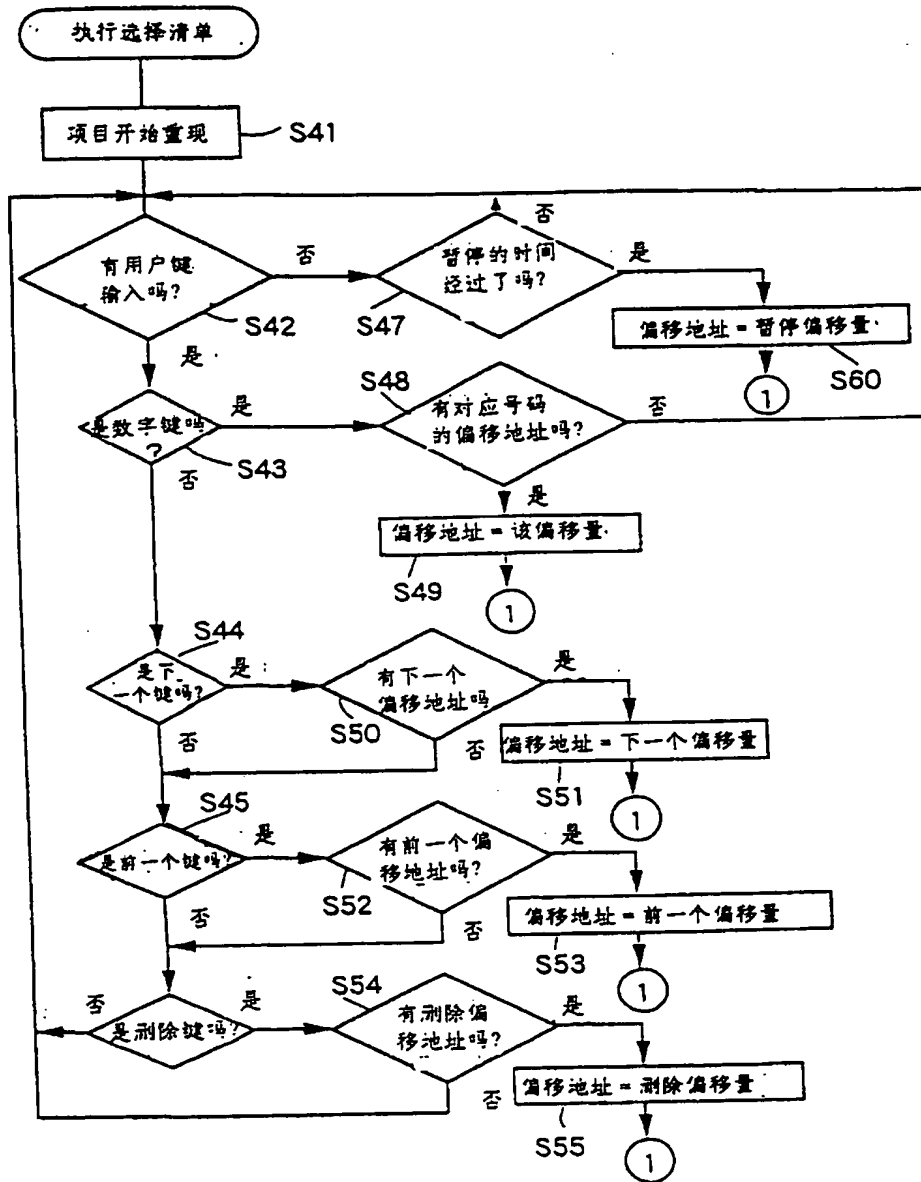 执行选择清单
项目开始重现
S41
有用户键
输入吗?
S42
否
是
暂停的时间
经过了吗?
S47
否
是
偏移地址=暂停偏移量
S60
1
是数字键吗
?
S43
是
否
S48
有对应号码
的偏移地址吗?
否
是
偏移地址=该偏移量
S49
1
S44
是下
一个键吗?
是
否
有下一个
偏移地址吗
S50
是
否
偏移地址=下一个偏移量
S51
1
S45
是前一个键吗?
是
否
有前一个偏
移地址吗?
S52
是
否
偏移地址=前一个偏移量
S53
1
否
是删除键吗?
是
S54
有删除偏
移地址吗?
是
否
偏移地址=删除偏移量
S55
1